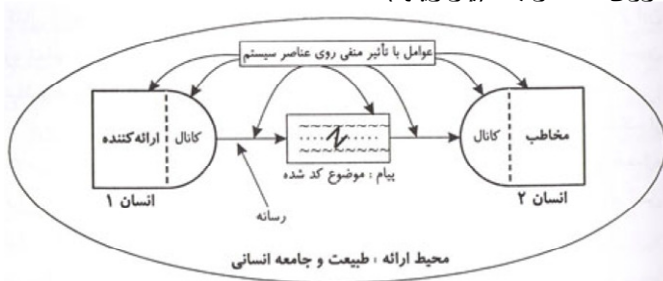 عوامل با تأثیر منفی روی عناصر سیستم
ارائه‌کننده
کانال
کانال
مخاطب
پیام : موضوع کد شده
انسان ۱
انسان ۲
رسانه
محیط ارائه ، طبیعت و جامعه انسانی